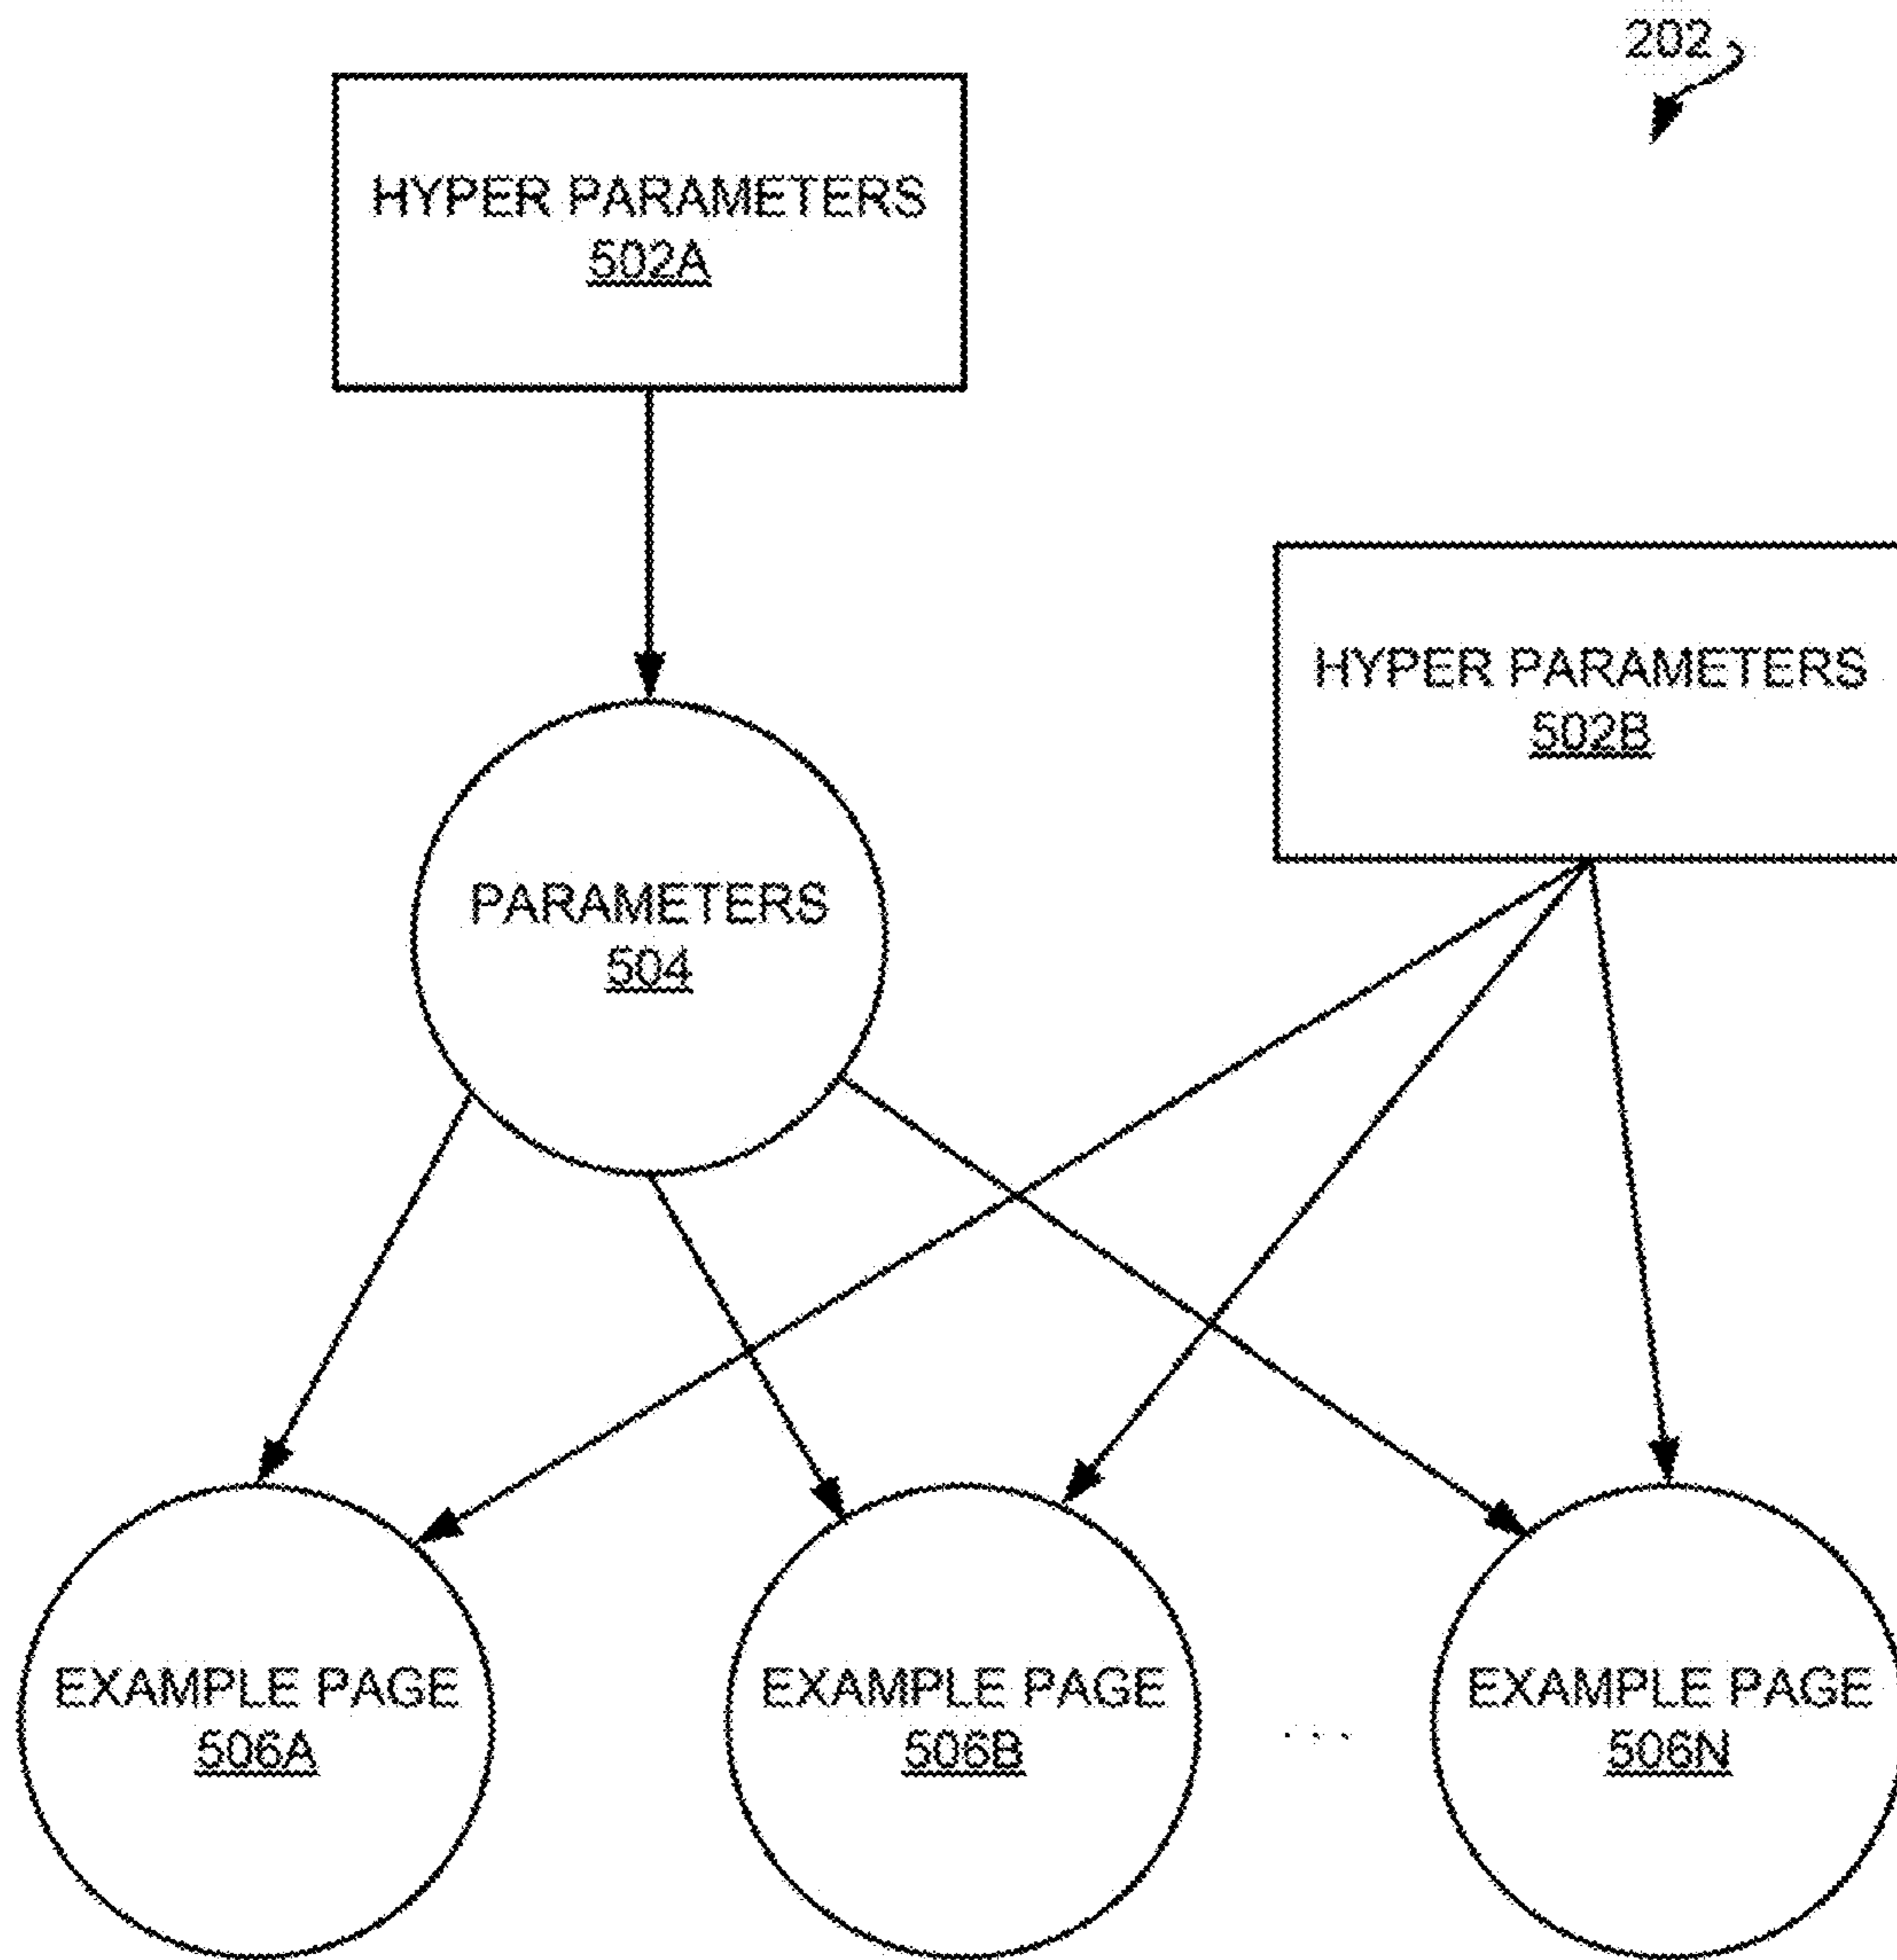 202
HYPER PARAMETERS
502A
HYPER PARAMETERS
502B
PARAMETERS
504
EXAMPLE PAGE
506A
EXAMPLE PAGE
506B
. . .
EXAMPLE PAGE
506N